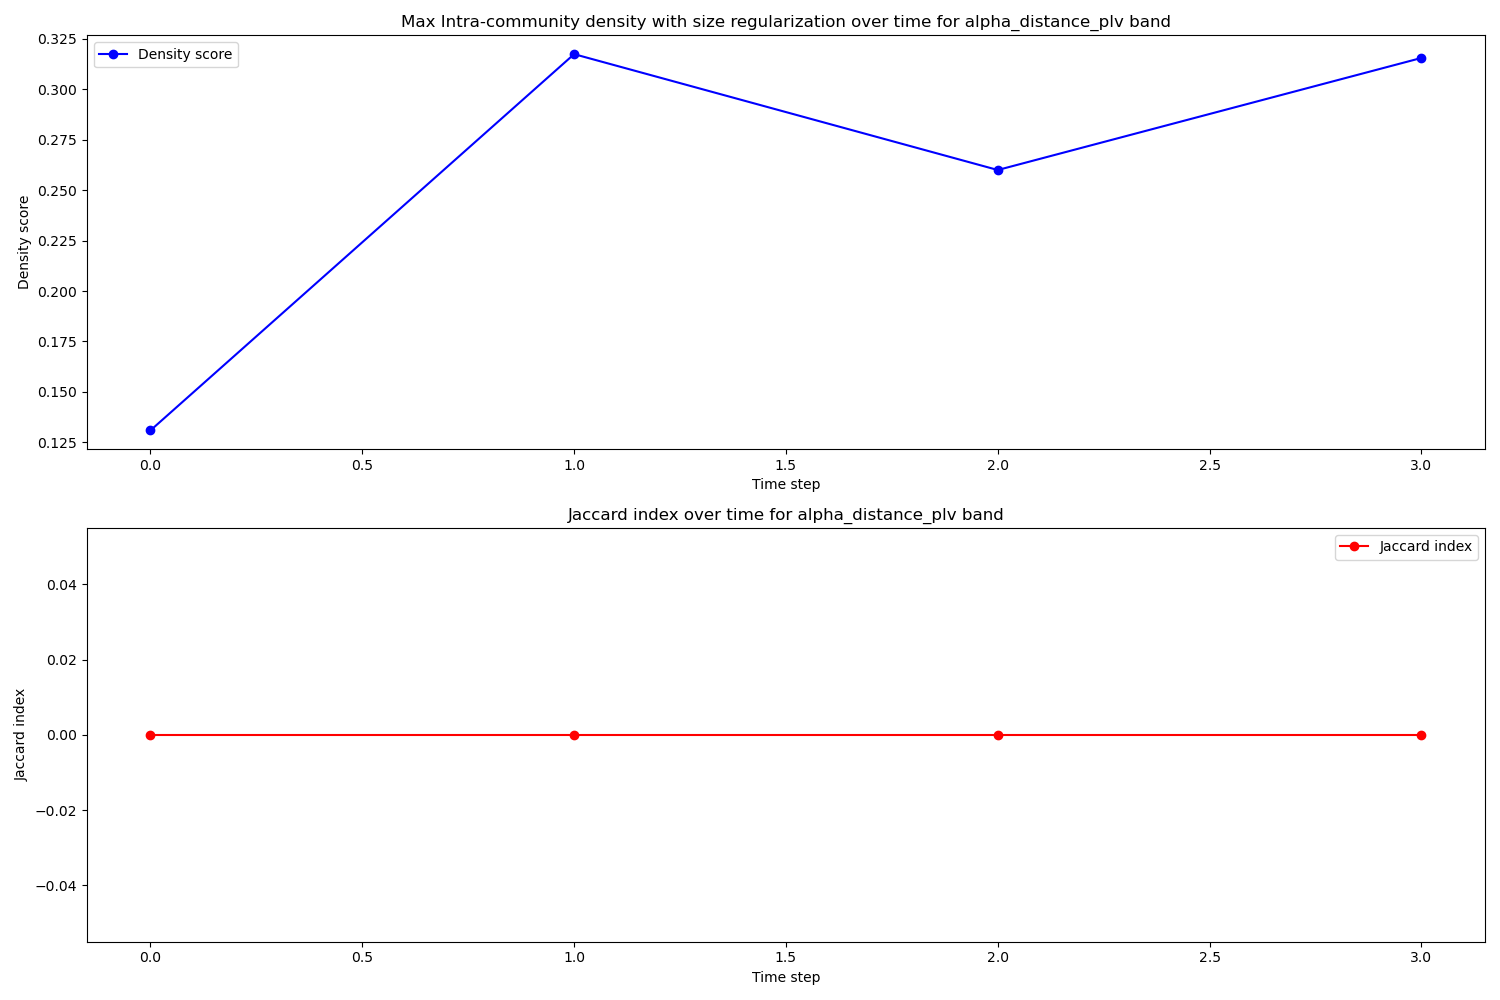 Max Intra-community density with size regularization over time for alpha_distance_plv band
Density score
0.325
0.300
0.275
0.250
0.225
0.200
0.175
0.150
0.125
Density score
0.0 0.5 1.0 1.5 2.0 2.5 3.0
Time step
Jaccard index over time for alpha_distance_plv band
Jaccard index
0.04
0.02
0.00
−0.02
−0.04
Jaccard index
0.0 0.5 1.0 1.5 2.0 2.5 3.0
Time step